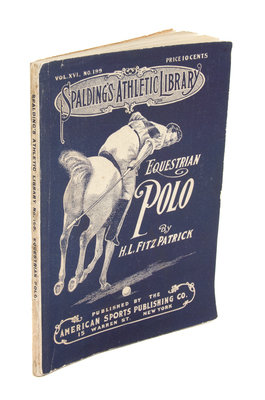 VOL. XVI. NO. 199
PRICE 10 CENTS
SPALDING'S ATHLETIC LIBRARY
EQUESTRIAN
POLO
By
H.L. FITZ PATRICK
PUBLISHED BY THE
AMERICAN SPORTS PUBLISHING CO.
15 WARREN ST. NEW YORK
SPALDING'S ATHLETIC LIBRARY, NO. 199. EQUESTRIAN POLO.